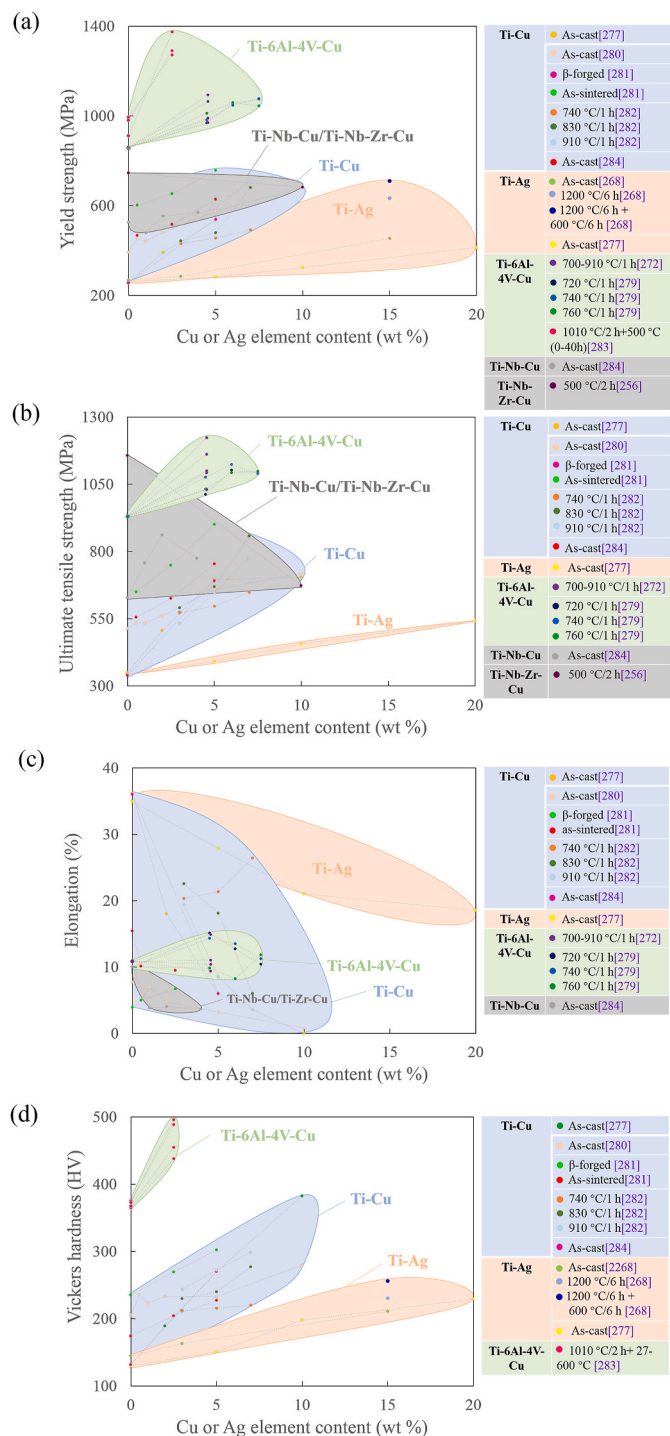 (a)
1400
1000
600
200
Yield strength (MPa)
Ti-6Al-4V-Cu
Ti-Nb-Cu/Ti-Nb-Zr-Cu
Ti-Cu
Ti-Ag
0 5 10 15 20
Cu or Ag element content (wt %)
Ti-Cu As-cast[277]
As-cast[280]
β-forged [281]
As-sintered[281]
740 °C/1 h[282]
830 °C/1 h[282]
910 °C/1 h[282]
As-cast[284]
Ti-Ag As-cast[268]
1200 °C/6 h[268]
1200 °C/6 h +
600 °C/6 h [268]
As-cast[277]
Ti-6Al-4V-Cu 700-910 °C/1 h[272]
720 °C/1 h[279]
740 °C/1 h[279]
760 °C/1 h[279]
1010 °C/2 h+500 °C
(0-40h)[283]
Ti-Nb-Cu As-cast[284]
Ti-Nb-Zr-Cu 500 °C/2 h[256]
(b)
1300
1050
800
550
300
Ultimate tensile strength (MPa)
Ti-6Al-4V-Cu
Ti-Nb-Cu/Ti-Nb-Zr-Cu
Ti-Cu
Ti-Ag
0 5 10 15 20
Cu or Ag element content (wt %)
Ti-Cu As-cast[277]
As-cast[280]
β-forged [281]
As-sintered[281]
740 °C/1 h[282]
830 °C/1 h[282]
910 °C/1 h[282]
As-cast[284]
Ti-Ag As-cast[277]
Ti-6Al-4V-Cu 700-910 °C/1 h[272]
720 °C/1 h[279]
740 °C/1 h[279]
760 °C/1 h[279]
Ti-Nb-Cu As-cast[284]
Ti-Nb-Zr-Cu 500 °C/2 h[256]
(c)
40
30
20
10
0
Elongation (%)
Ti-Ag
Ti-6Al-4V-Cu
Ti-Nb-Cu/Ti-Zr-Cu
Ti-Cu
0 5 10 15 20
Cu or Ag element content (wt %)
Ti-Cu As-cast[277]
As-cast[280]
β-forged [281]
as-sintered[281]
740 °C/1 h[282]
830 °C/1 h[282]
910 °C/1 h[282]
As-cast[284]
Ti-Ag As-cast[277]
Ti-6Al-4V-Cu 700-910 °C/1 h[272]
720 °C/1 h[279]
740 °C/1 h[279]
760 °C/1 h[279]
Ti-Nb-Cu As-cast[284]
(d)
500
400
300
200
100
Vickers hardness (HV)
Ti-6Al-4V-Cu
Ti-Cu
Ti-Ag
0 5 10 15 20
Cu or Ag element content (wt %)
Ti-Cu As-cast[277]
As-cast[280]
β-forged [281]
As-sintered[281]
740 °C/1 h[282]
830 °C/1 h[282]
910 °C/1 h[282]
As-cast[284]
Ti-Ag As-cast[2268]
1200 °C/6 h[268]
1200 °C/6 h +
600 °C/6 h [268]
As-cast[277]
Ti-6Al-4V-Cu 1010 °C/2 h+ 27-
600 °C [283]